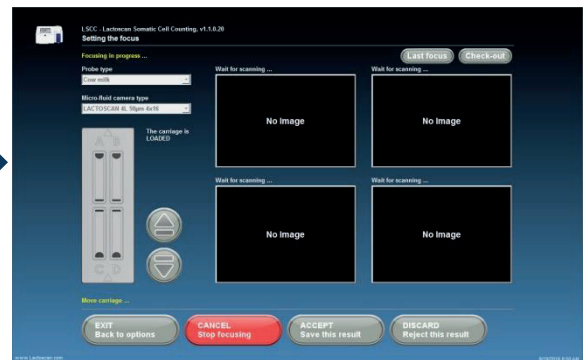 LSCC - Lactoscan Somatic Cell Counting, v1.1.0.20
Setting the focus
Focusing in progress ...
Last focus
Check-out
Probe type
Cow milk
Micro fluid camera type
LACTOSCAN 4L 50µm 4x16
The carriage is
LOADED
A B
C D
Wait for scanning ...
No Image
Wait for scanning ...
No Image
Wait for scanning ...
No Image
Wait for scanning ...
No Image
Move carriage ...
EXIT
Back to options
CANCEL
Stop focusing
ACCEPT
Save this result
DISCARD
Reject this result
www.Lactoscan.com